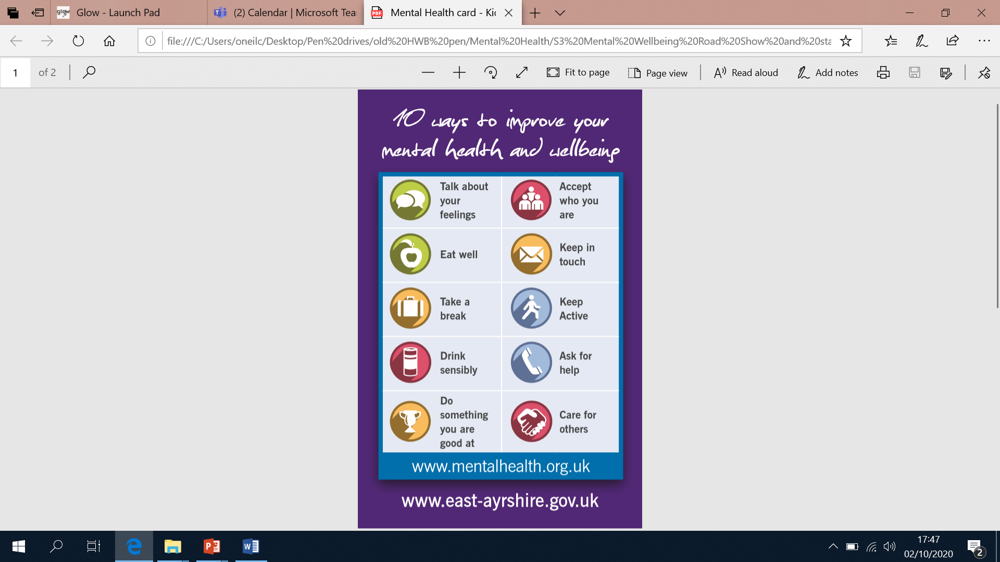 Glow - Launch Pad
(2) Calendar | Microsoft Tea
Mental Health card - Kic
file:///C:/Users/oneilc/Desktop/Pen%20drives/old%20HWB%20pen/Mental%20Health/S3%20Mental%20Wellbeing%20Road%20Show%20and%20sta
1 of 2
Fit to page
Page view
Read aloud
Add notes
10 ways to improve your
mental health and wellbeing
Talk about
your
feelings
Accept
who you
are
Eat well
Keep in
touch
Take a
break
Keep
Active
Drink
sensibly
Ask for
help
Do
something
you are
good at
Care for
others
www.mentalhealth.org.uk
www.east-ayrshire.gov.uk
17:47
02/10/2020
2